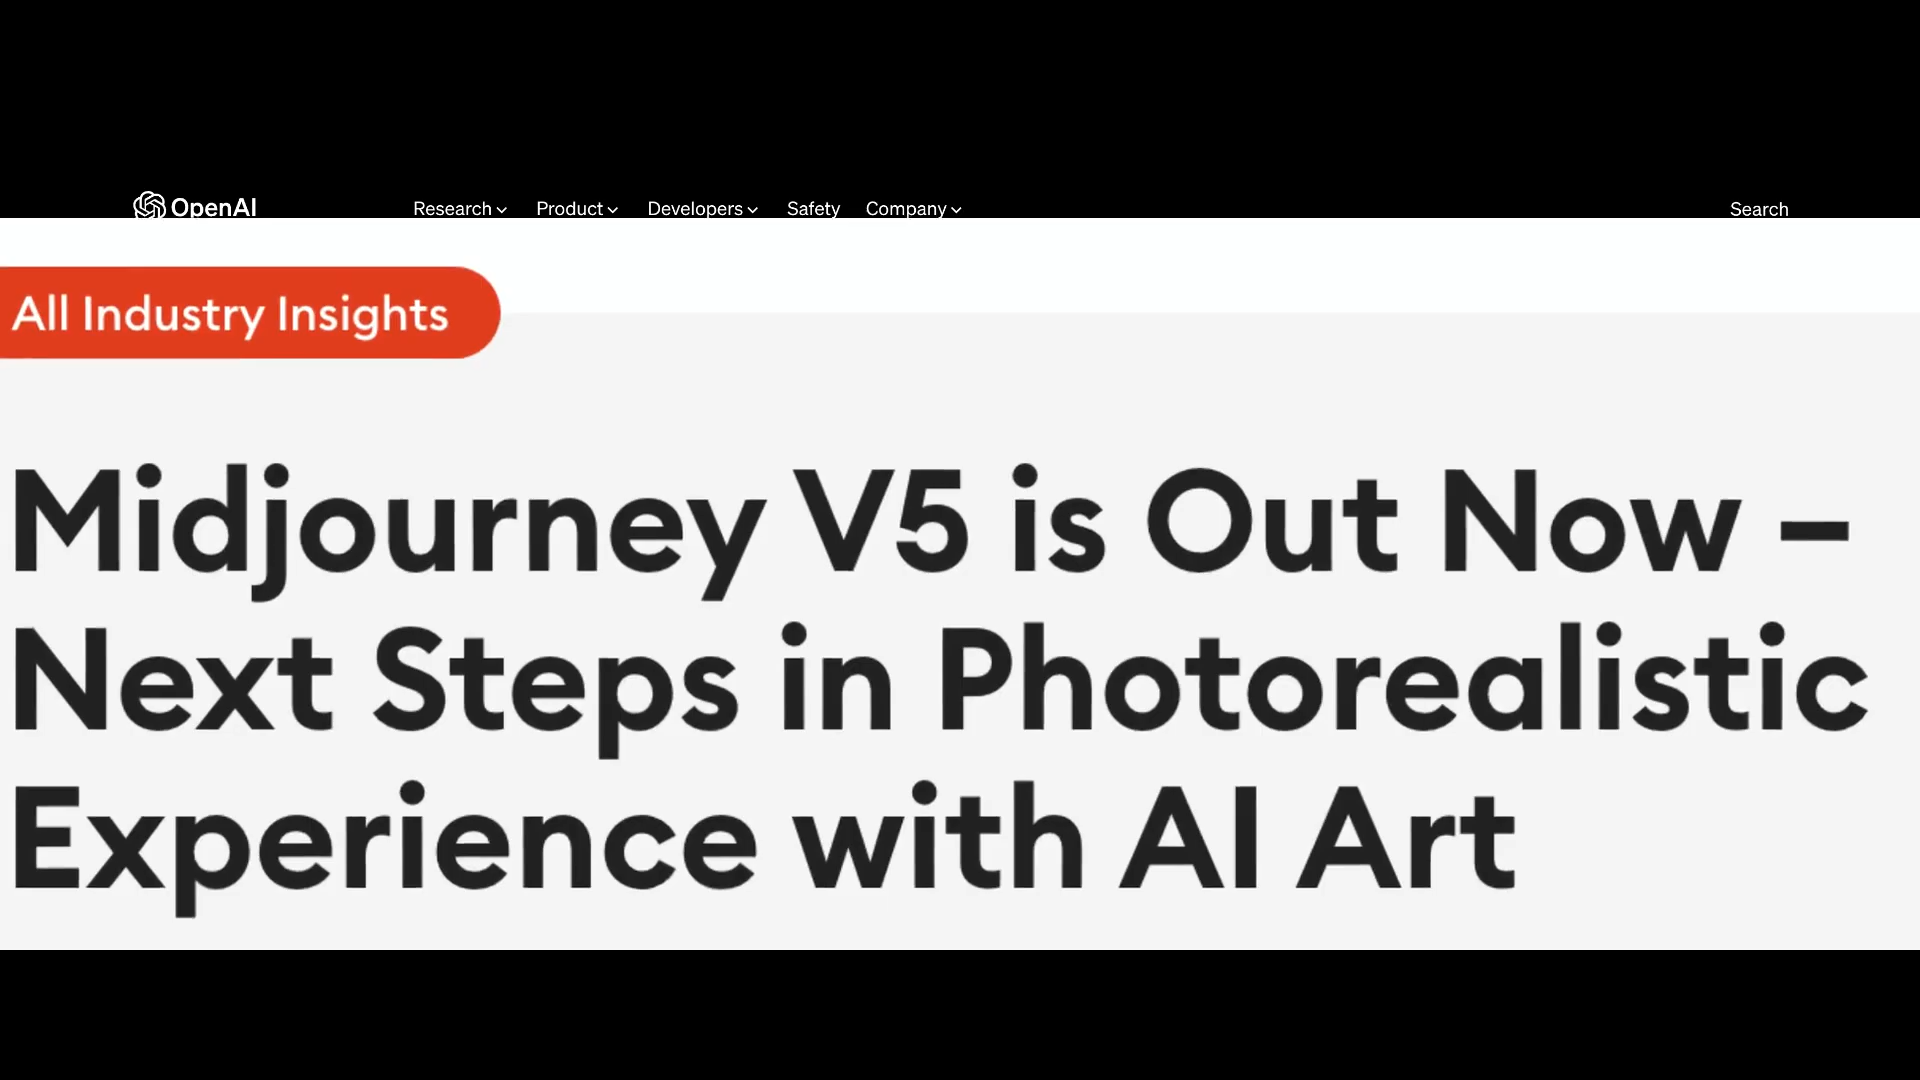 OpenAI Research Product Developers Safety Company Search
All Industry Insights
Midjourney V5 is Out Now –
Next Steps in Photorealistic
Experience with AI Art